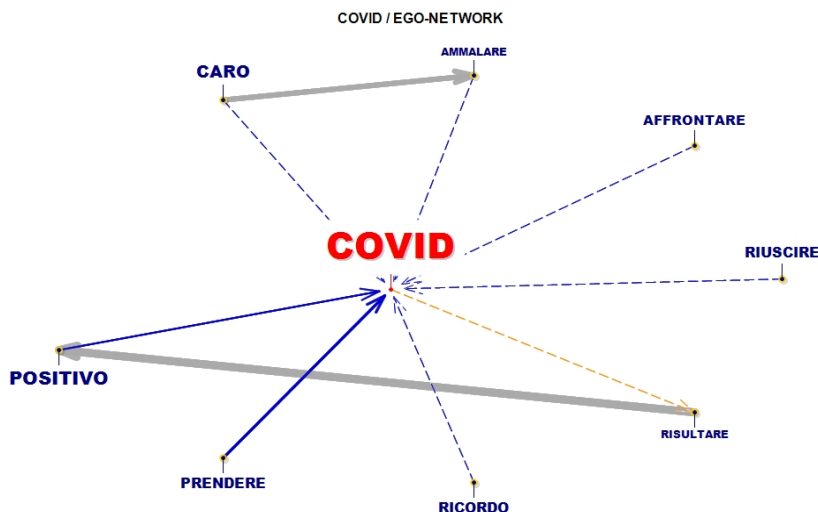 COVID / EGO-NETWORK
AMMALARE
CARO
AFFRONTARE
COVID
RIUSCIRE
POSITIVO
RISULTARE
PRENDERE
RICORDO